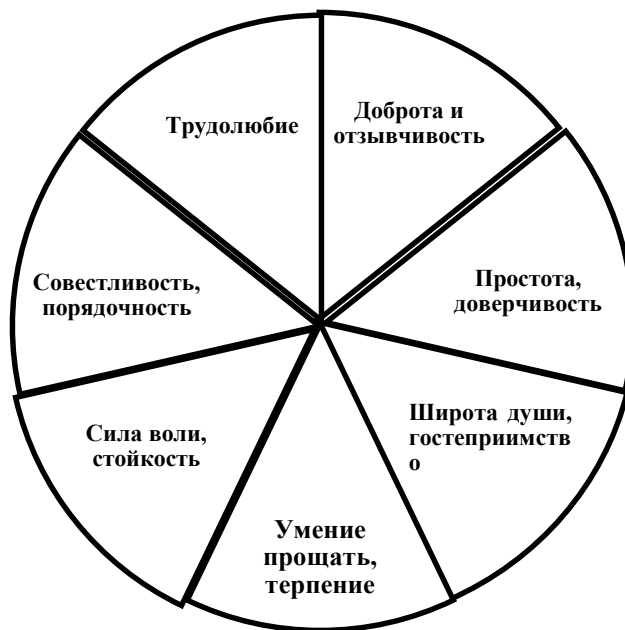 Трудолюбие
Доброта и
отзывчивость
Простота,
доверчивость
Широта души,
гостеприимств
о
Умение
прощать,
терпение
Сила воли,
стойкость
Совестливость,
порядочность